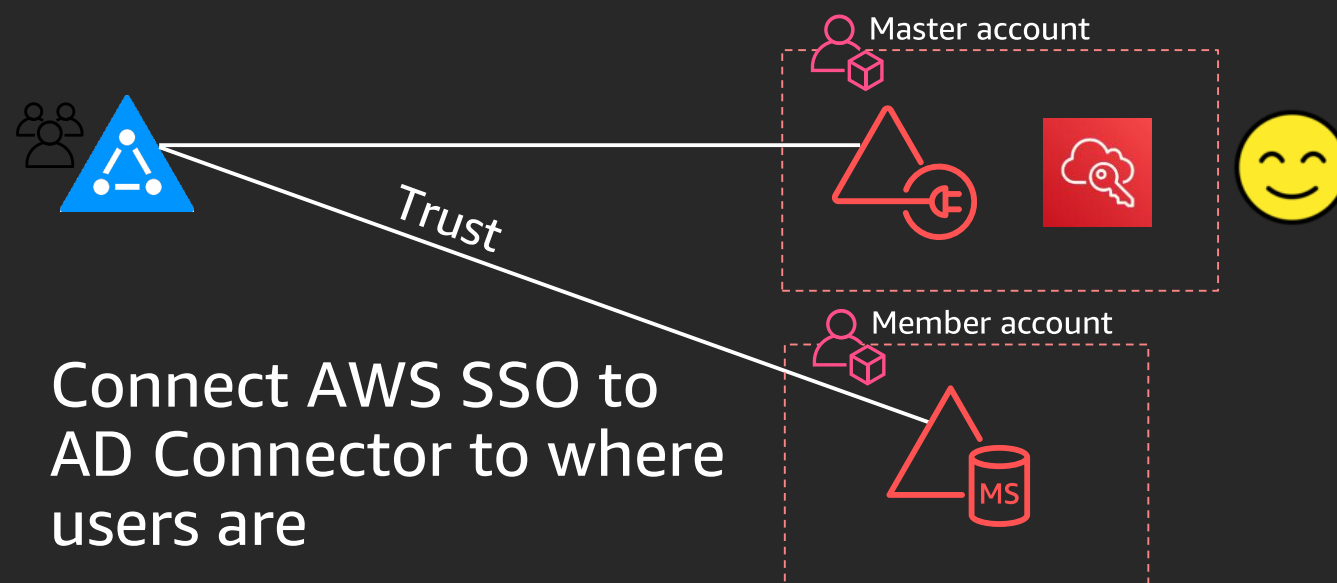 Master account
Trust
Member account
Connect AWS SSO to
AD Connector to where
users are
MS